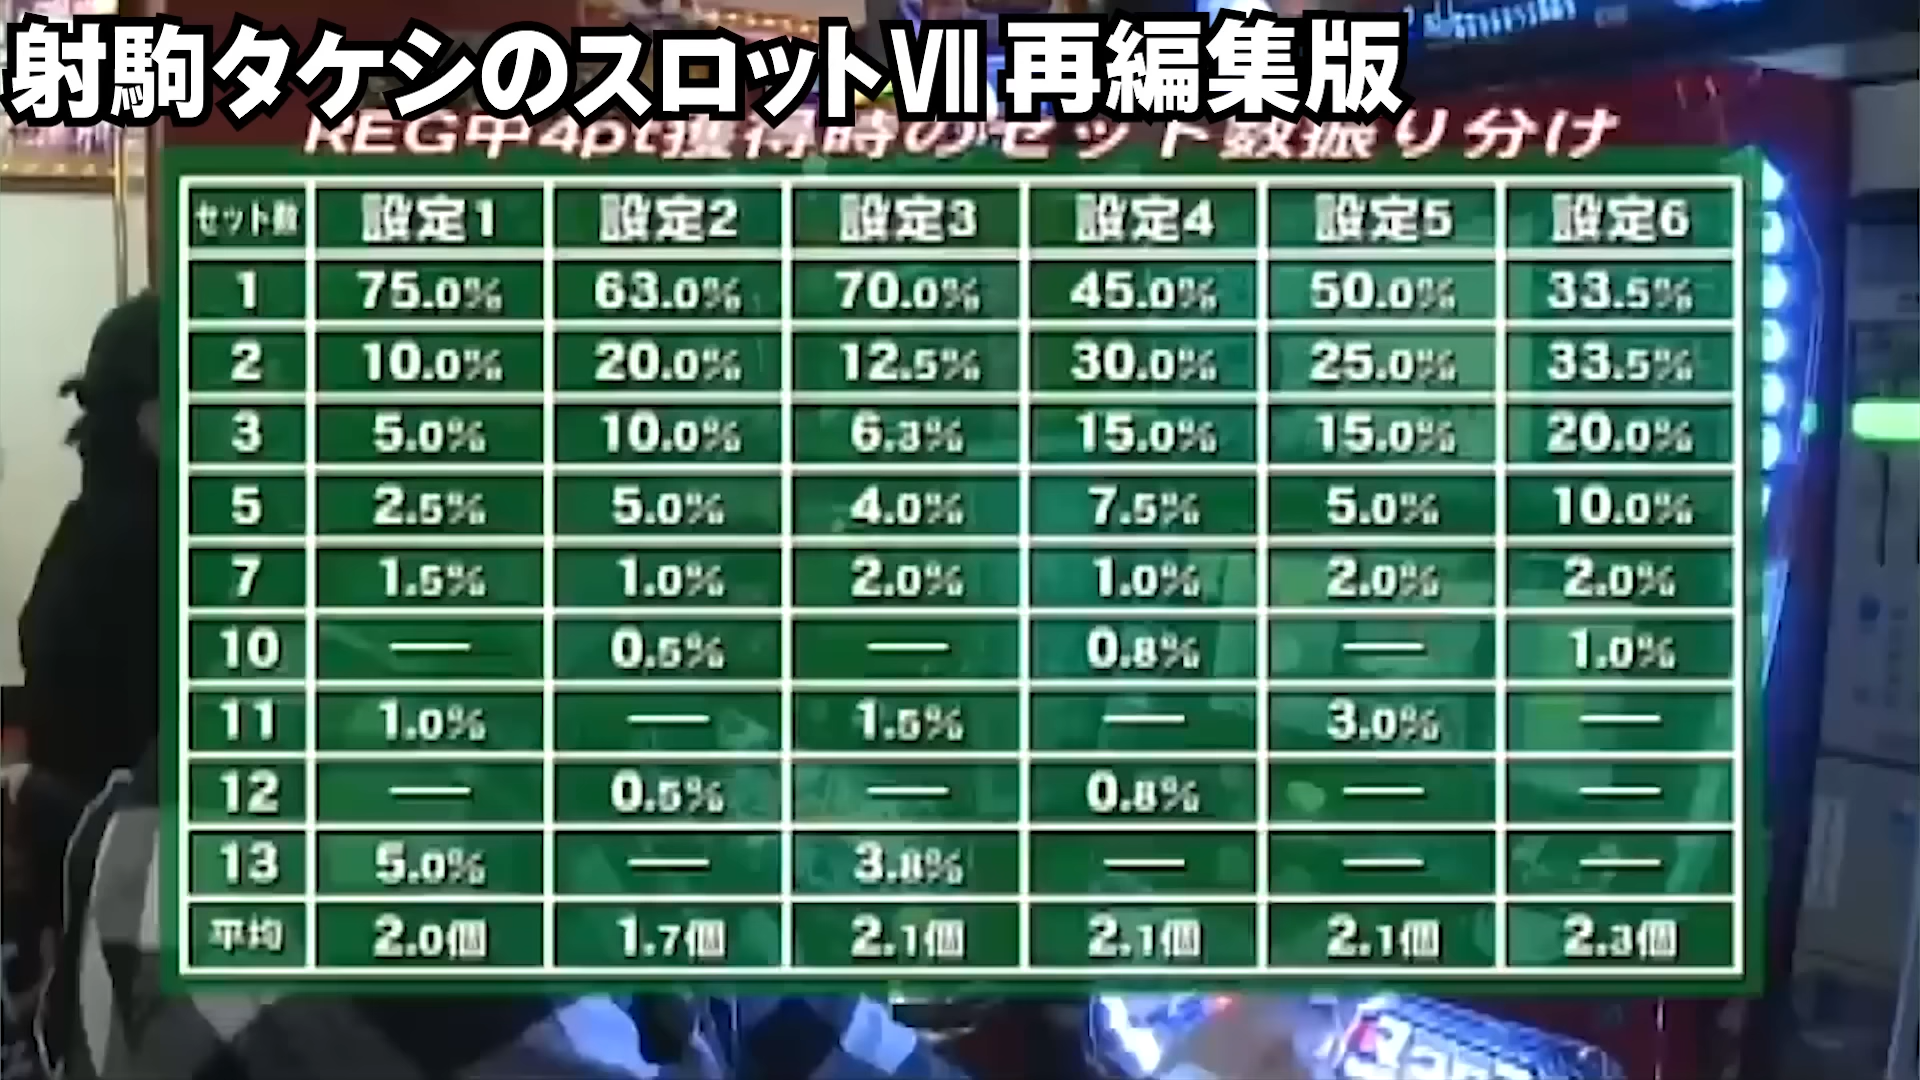 射駒タケシのスロットⅦ 再編集版
REG中4pt獲得時のセット数振り分け
セット数 設定1 設定2 設定3 設定4 設定5 設定6
1 75.0% 63.0% 70.0% 45.0% 50.0% 33.5%
2 10.0% 20.0% 12.5% 30.0% 25.0% 33.5%
3 5.0% 10.0% 6.3% 15.0% 15.0% 20.0%
5 2.5% 5.0% 4.0% 7.5% 5.0% 10.0%
7 1.5% 1.0% 2.0% 1.0% 2.0% 2.0%
10 — 0.5% — 0.8% — 1.0%
11 1.0% — 1.5% — 3.0% —
12 — 0.5% — 0.8% — —
13 5.0% — 3.8% — — —
平均 2.0個 1.7個 2.1個 2.1個 2.1個 2.3個